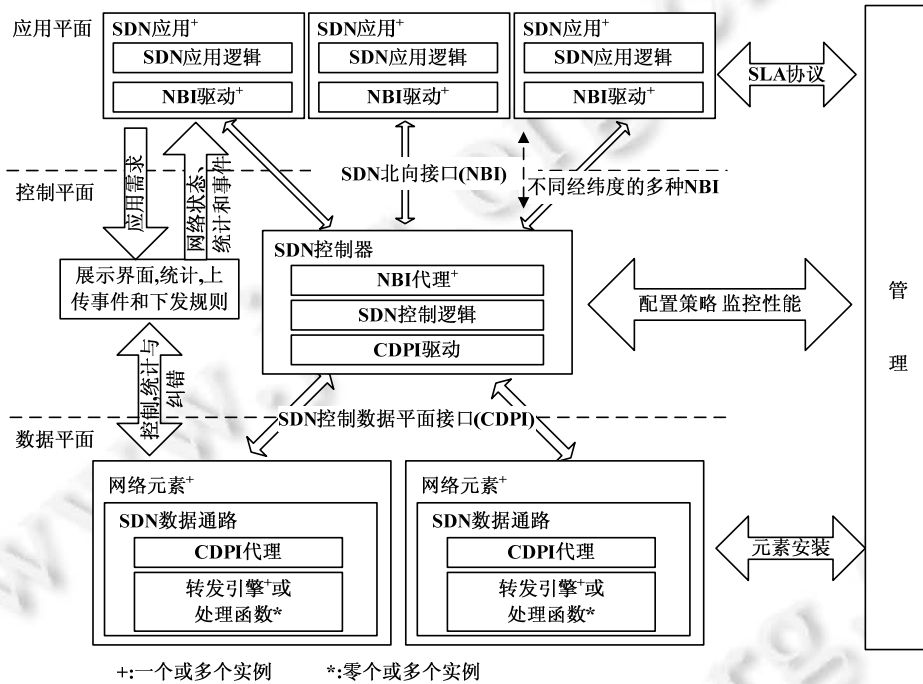 应用平面
SDN应用+
SDN应用逻辑
NBI驱动+
SDN应用+
SDN应用逻辑
NBI驱动+
SDN应用+
SDN应用逻辑
NBI驱动+
SLA协议
管
理
控制平面
应用需求
网络状态、
统计和事件
SDN北向接口(NBI)
不同经纬度的多种NBI
展示界面,统计,上
传事件和下发规则
SDN控制器
NBI代理+
SDN控制逻辑
CDPI驱动
配置策略 监控性能
控制,统计与
纠错
SDN控制数据平面接口(CDPI)
数据平面
网络元素+
SDN数据通路
CDPI代理
转发引擎+或
处理函数*
网络元素+
SDN数据通路
CDPI代理
转发引擎+或
处理函数*
元素安装
+:一个或多个实例
*:零个或多个实例